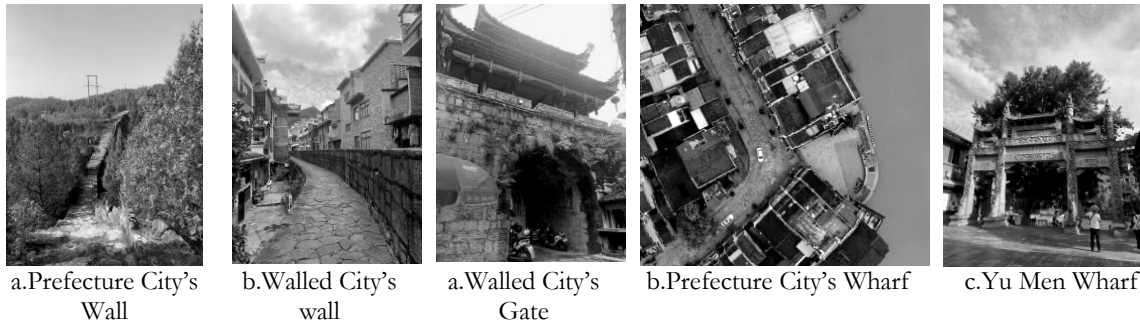 a.Prefecture City's
Wall
b.Walled City's
wall
a.Walled City's
Gate
b.Prefecture City's Wharf
c.Yu Men Wharf